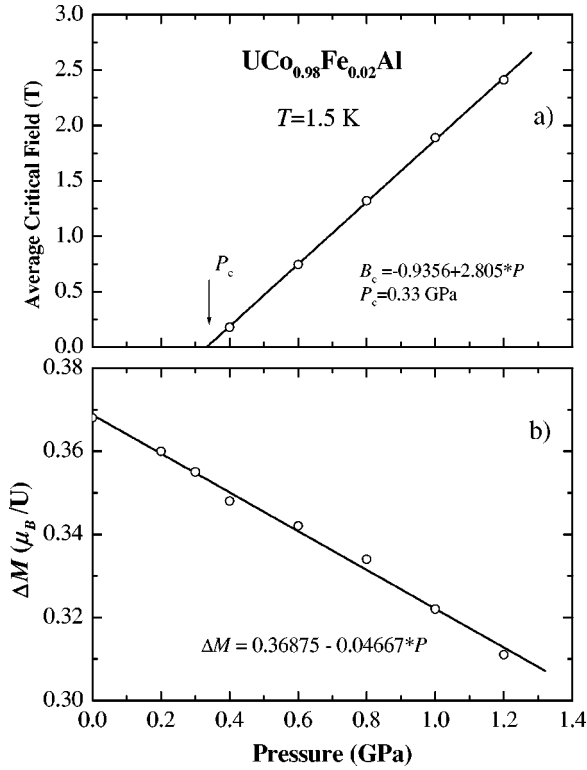 3.0
2.5
2.0
1.5
1.0
0.5
0.0
Average Critical Field (T)
UCo0.98Fe0.02Al
T=1.5 K
a)
Pc
Bc =-0.9356+2.805*P
Pc=0.33 GPa
0.38
0.36
0.34
0.32
0.30
ΔM (μB /U)
b)
ΔM = 0.36875 - 0.04667*P
0.0 0.2 0.4 0.6 0.8 1.0 1.2 1.4
Pressure (GPa)